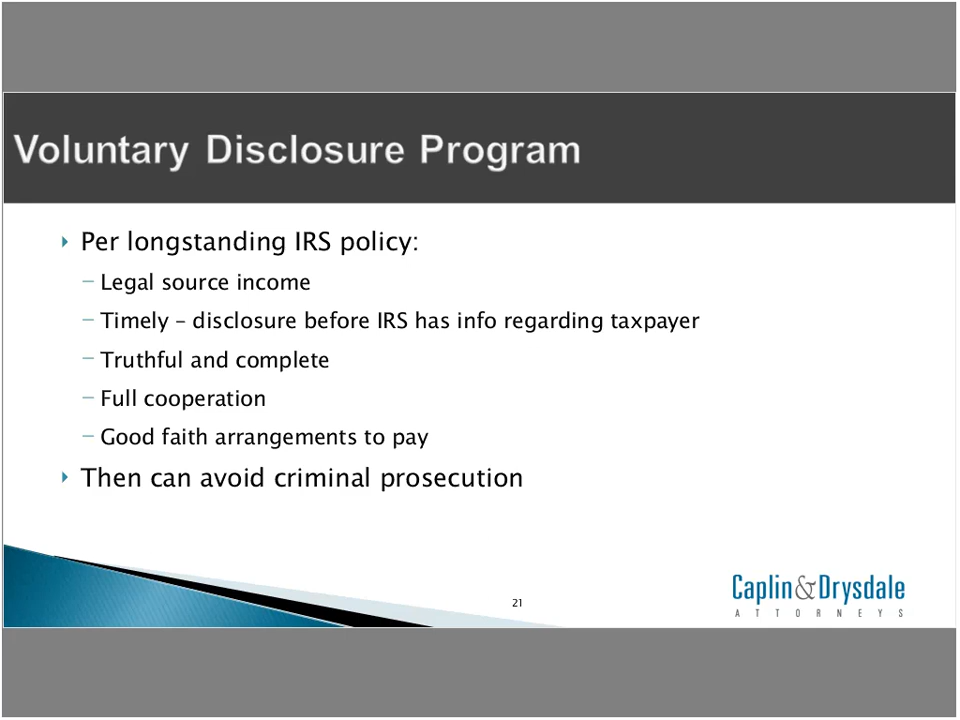 Voluntary Disclosure Program
Per longstanding IRS policy:
– Legal source income
– Timely – disclosure before IRS has info regarding taxpayer
– Truthful and complete
– Full cooperation
– Good faith arrangements to pay
Then can avoid criminal prosecution
21
Caplin&Drysdale
ATTORNEYS